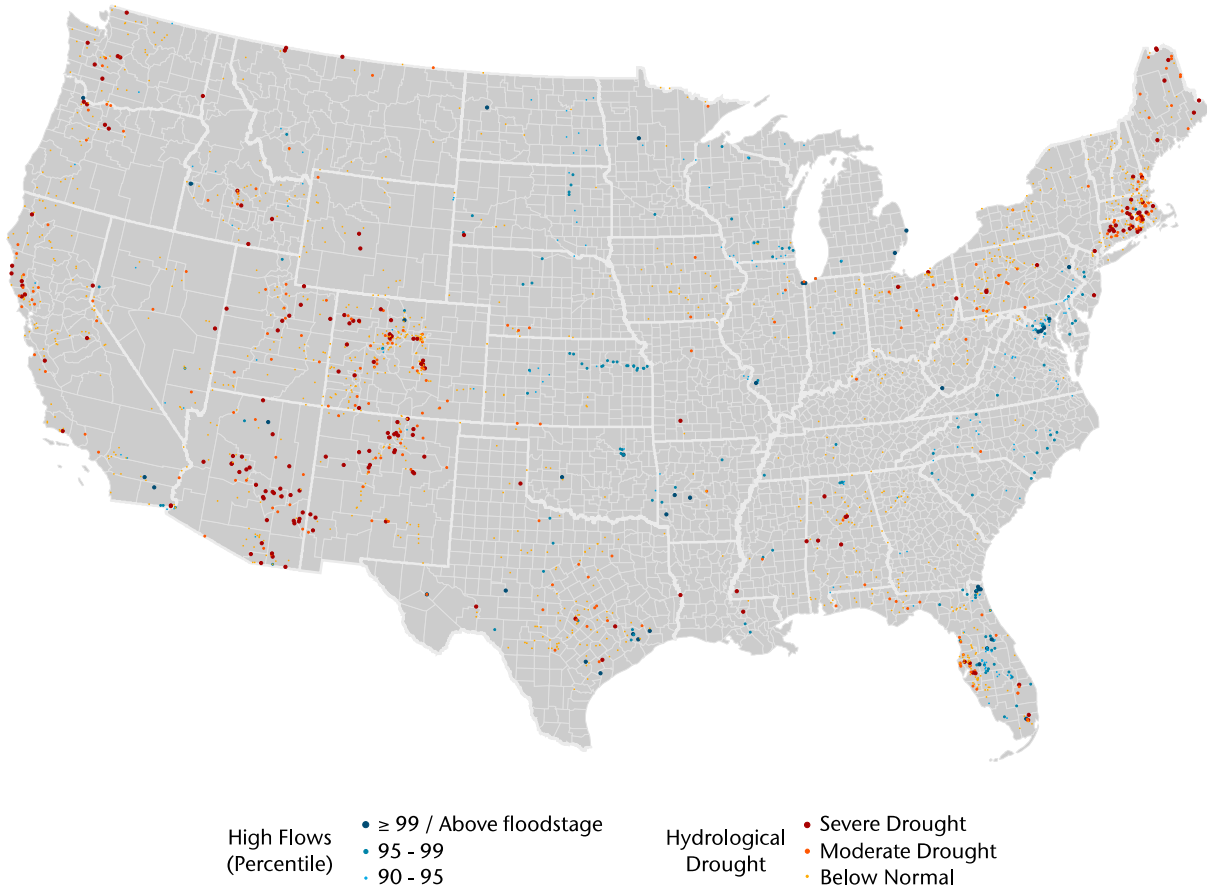 High Flows
(Percentile)
≥ 99 / Above floodstage
95 - 99
90 - 95
Hydrological
Drought
Severe Drought
Moderate Drought
Below Normal